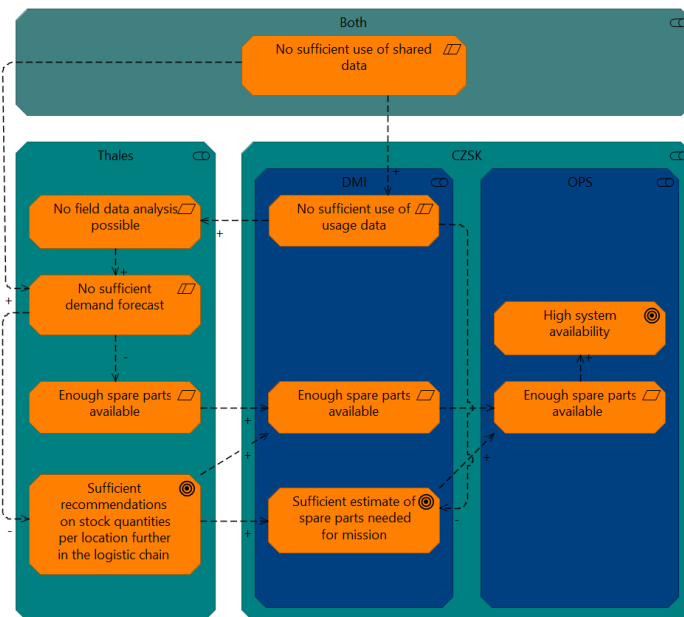 Both
No sufficient use of shared
data
+
Thales
CZSK
DMI
OPS
No field data analysis
possible
No sufficient use of
usage data
+
+
No sufficient
demand forecast
+
High system
availability
-
+
Enough spare parts
available
Enough spare parts
available
Enough spare parts
available
+
+
+
+
Sufficient
recommendations
on stock quantities
per location further
in the logistic chain
Sufficient estimate of
spare parts needed
for mission
-
-
+